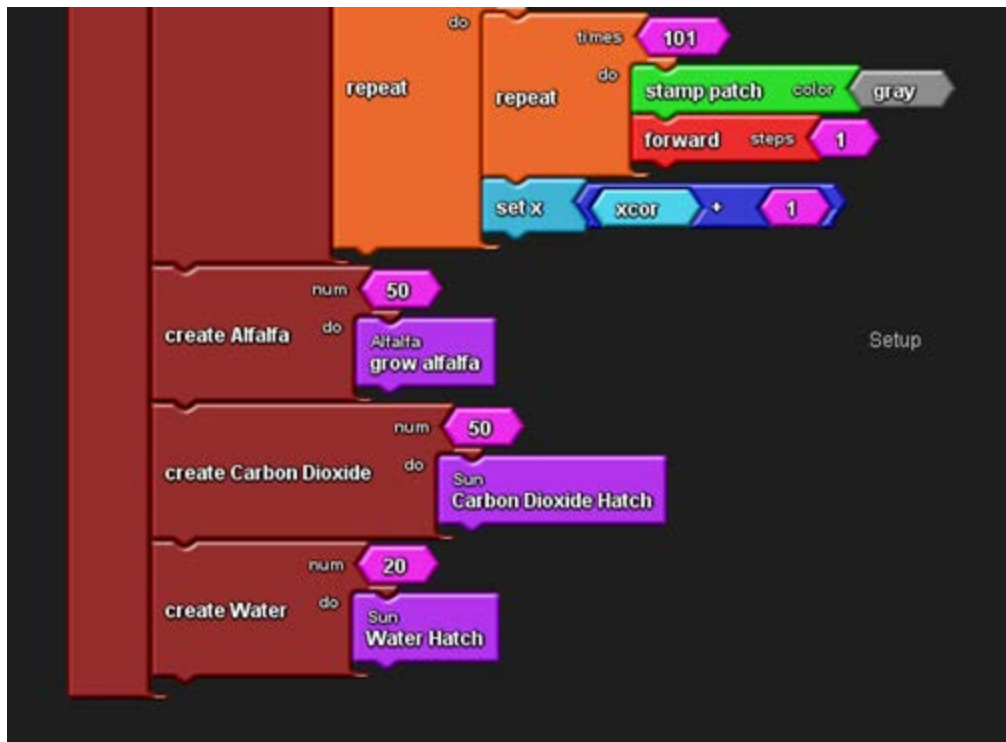 do
times 101
repeat
repeat
do
stamp patch color gray
forward steps 1
set x xcor + 1
num 50
create Alfalfa
do
Alfalfa
grow alfalfa
Setup
num 50
create Carbon Dioxide
do
Sun
Carbon Dioxide Hatch
num 20
create Water
do
Sun
Water Hatch